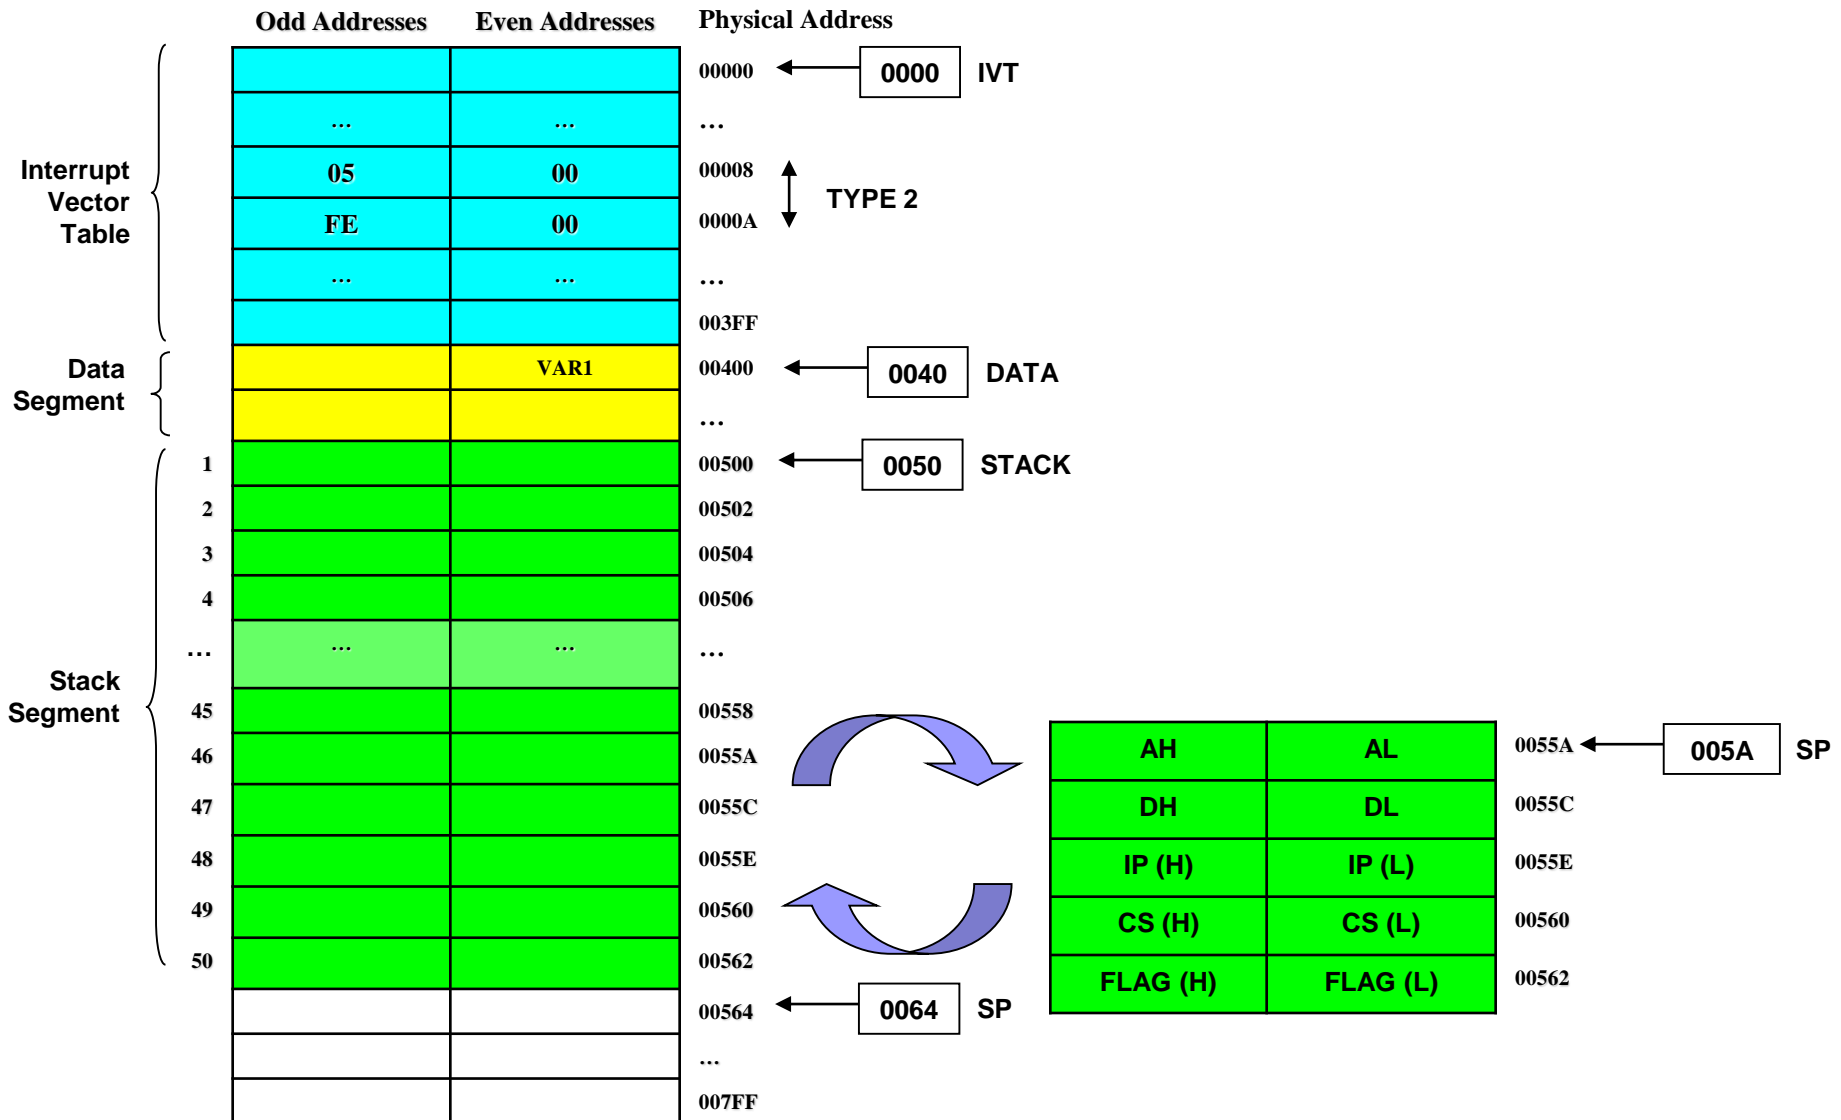 Odd Addresses Even Addresses Physical Address
00000 0000 IVT
... ... ...
Interrupt
Vector
Table
05 00 00008
TYPE 2
FE 00 0000A
... ... ...
003FF
Data
Segment
VAR1 00400 0040 DATA
...
1 00500 0050 STACK
2 00502
3 00504
4 00506
... ... ... ...
Stack
Segment
45 00558
46 0055A
47 0055C
48 0055E
49 00560
50 00562
00564 0064 SP
...
007FF
AH AL 0055A 005A SP
DH DL 0055C
IP (H) IP (L) 0055E
CS (H) CS (L) 00560
FLAG (H) FLAG (L) 00562